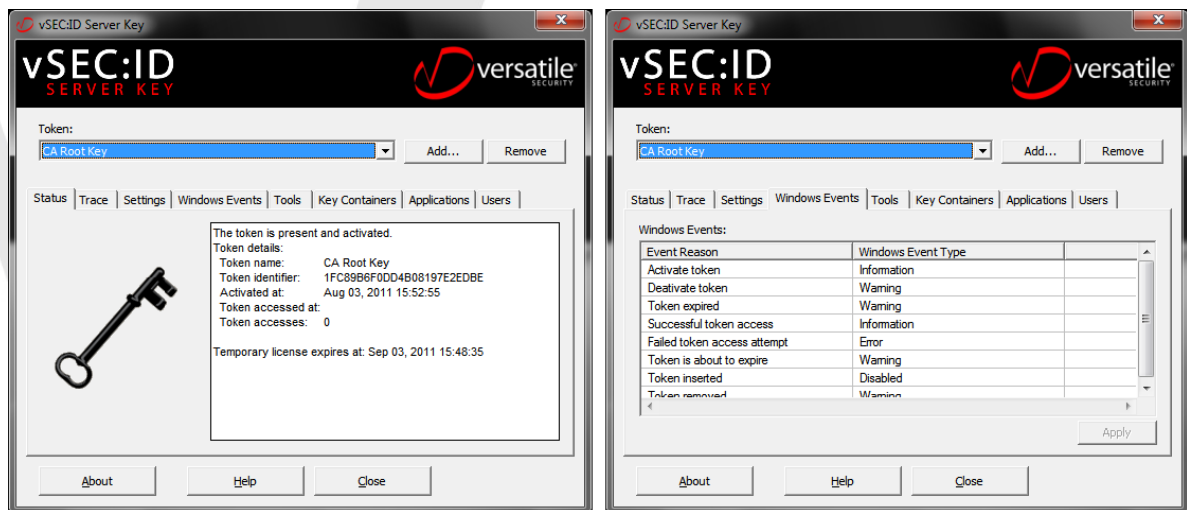 vSEC:ID Server Key
vSEC:ID
SERVER KEY
versatile
SECURITY
Token:
CA Root Key
Add...
Remove
Status
Trace
Settings
Windows Events
Tools
Key Containers
Applications
Users
The token is present and activated.
Token details:
Token name: CA Root Key
Token identifier: 1FC89B6F0DD4B08197E2EDBE
Activated at: Aug 03, 2011 15:52:55
Token accessed at:
Token accesses: 0
Temporary license expires at: Sep 03, 2011 15:48:35
About
Help
Close
vSEC:ID Server Key
vSEC:ID
SERVER KEY
versatile
SECURITY
Token:
CA Root Key
Add...
Remove
Status
Trace
Settings
Windows Events
Tools
Key Containers
Applications
Users
Windows Events:
Event Reason Windows Event Type
Activate token Information
Deativate token Warning
Token expired Warning
Successful token access Information
Failed token access attempt Error
Token is about to expire Warning
Token inserted Disabled
Token removed Warning
Apply
About
Help
Close